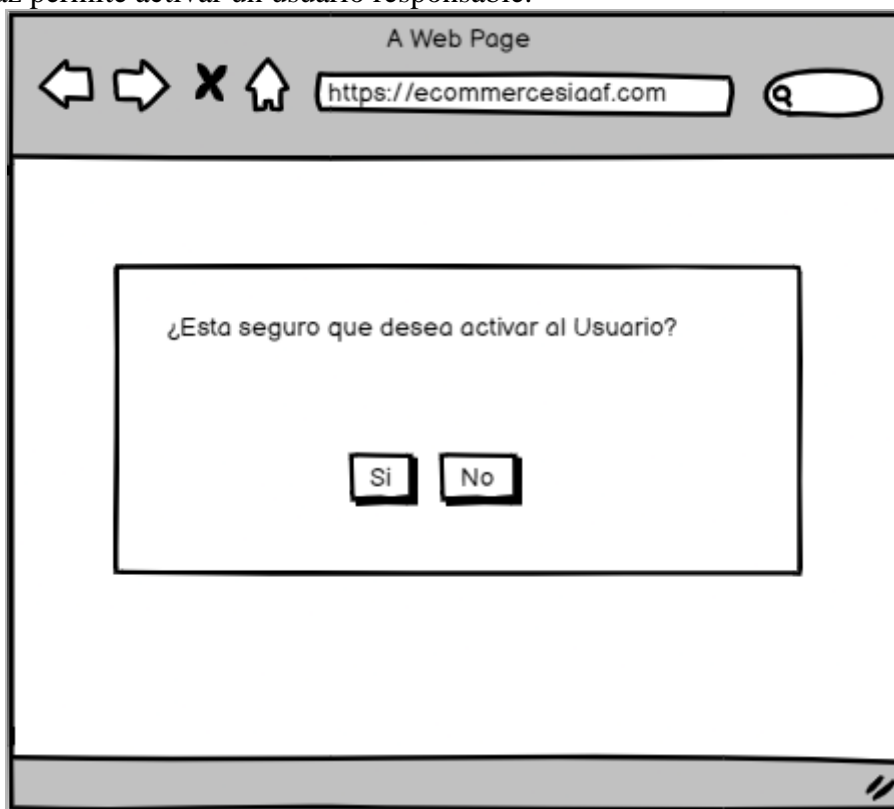 az permite activar un usuario responsable.
A Web Page
https://ecommercesiaaf.com
¿Esta seguro que desea activar al Usuario?
Si
No